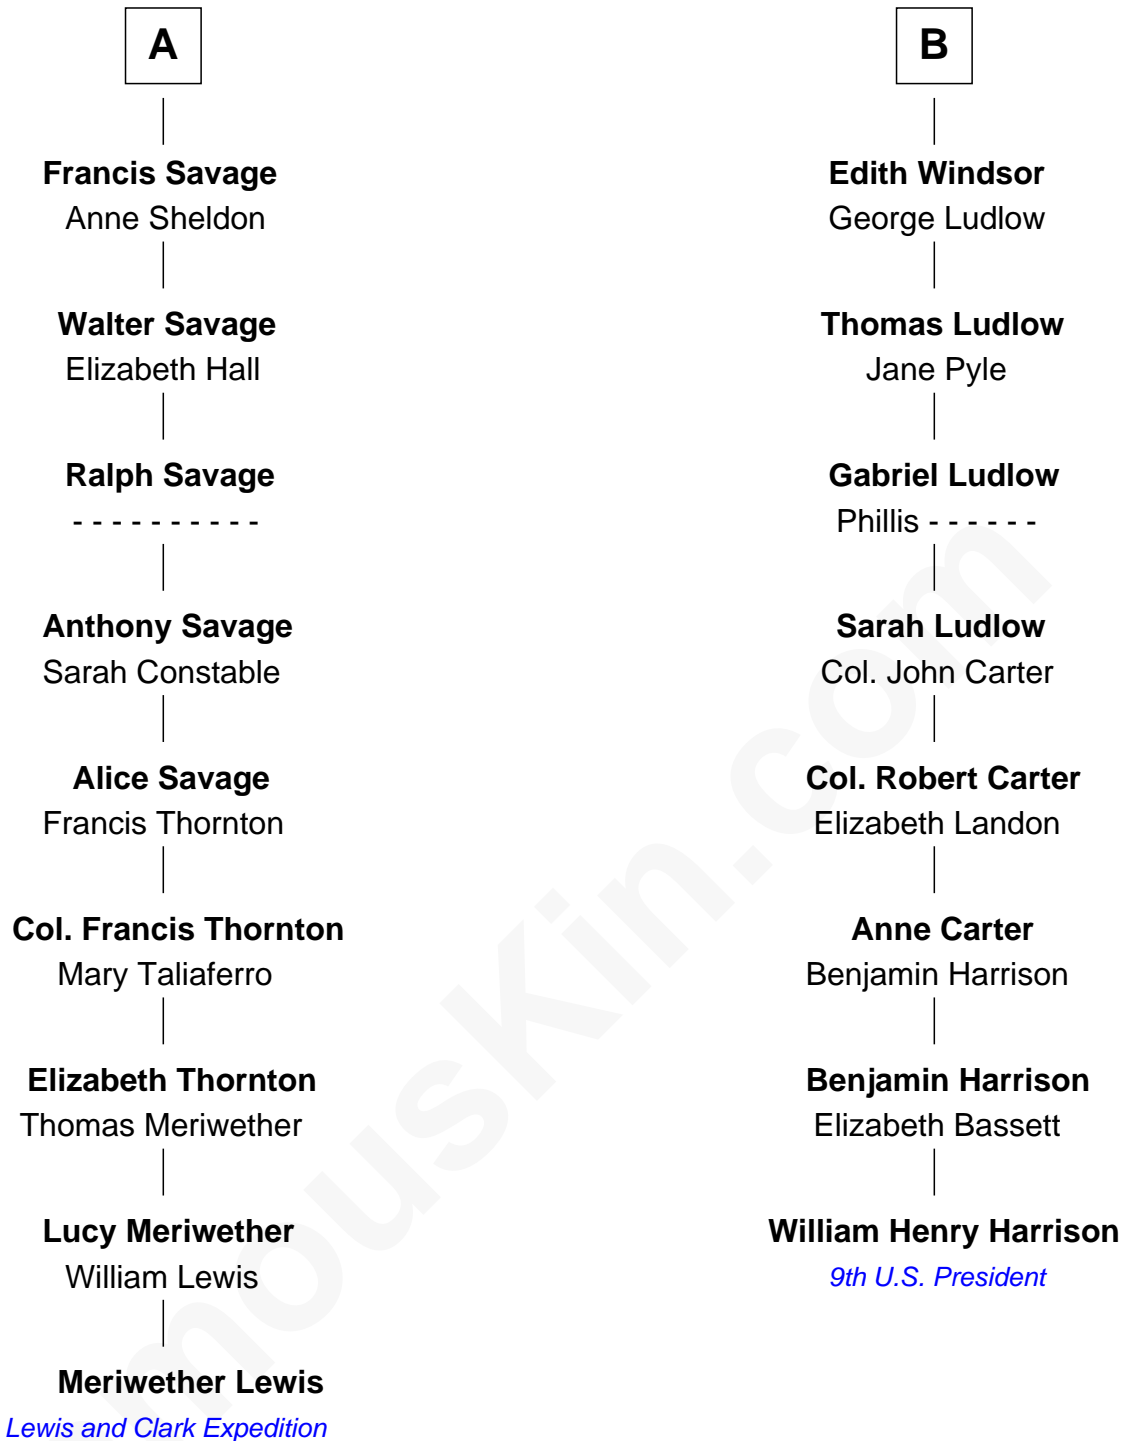 A
Francis Savage
Anne Sheldon
Walter Savage
Elizabeth Hall
Ralph Savage
- - - - - - - - - -
Anthony Savage
Sarah Constable
Alice Savage
Francis Thornton
Col. Francis Thornton
Mary Taliaferro
Elizabeth Thornton
Thomas Meriwether
Lucy Meriwether
William Lewis
Meriwether Lewis
Lewis and Clark Expedition
B
Edith Windsor
George Ludlow
Thomas Ludlow
Jane Pyle
Gabriel Ludlow
Phillis - - - - - -
Sarah Ludlow
Col. John Carter
Col. Robert Carter
Elizabeth Landon
Anne Carter
Benjamin Harrison
Benjamin Harrison
Elizabeth Bassett
William Henry Harrison
9th U.S. President
mousKin.com